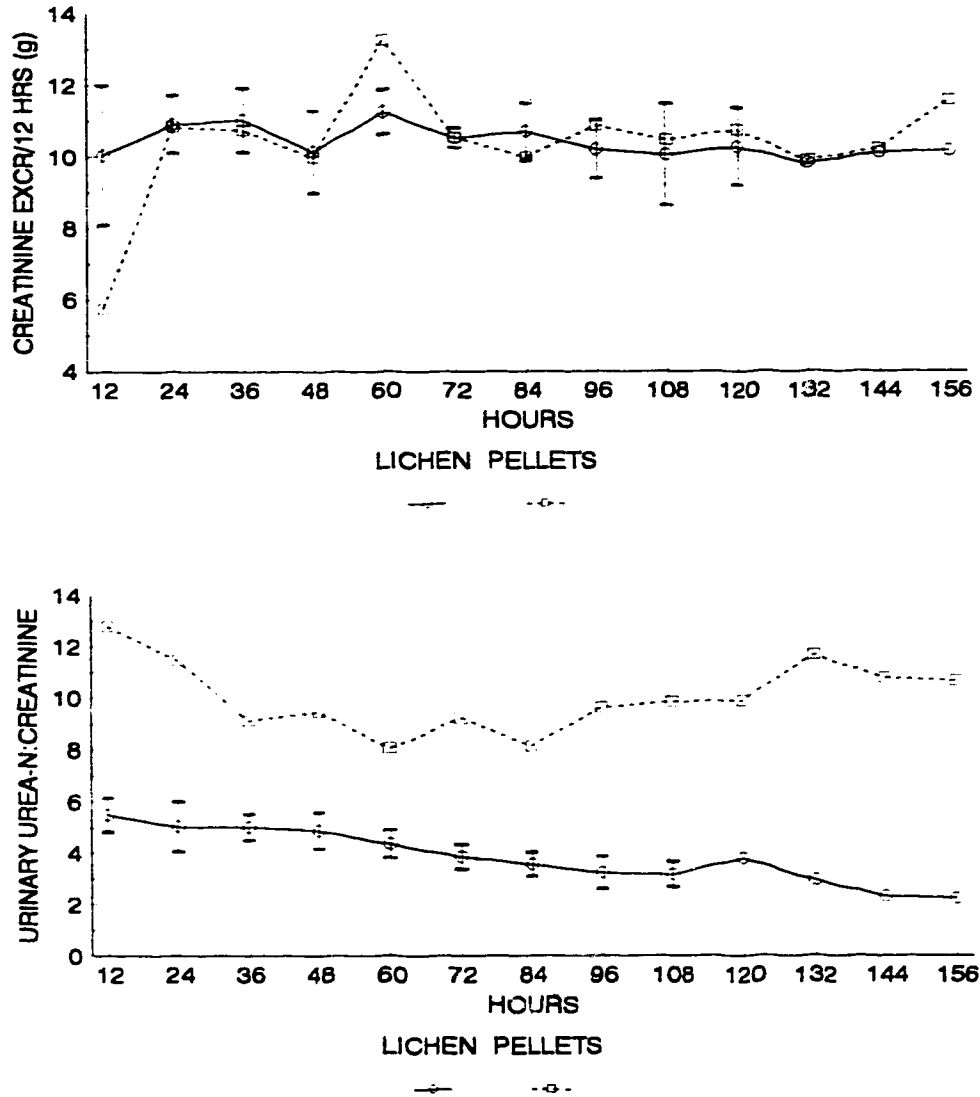 CREATININE EXCR/12 HRS (g)
14
12
10
8
6
4
12 24 36 48 60 72 84 96 108 120 132 144 156
HOURS
LICHEN PELLETS
URINARY UREA-N:CREATININE
14
12
10
8
6
4
2
0
12 24 36 48 60 72 84 96 108 120 132 144 156
HOURS
LICHEN PELLETS